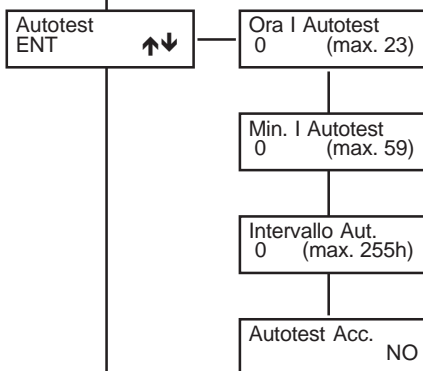 Autotest
ENT ↑↓
Ora I Autotest
0 (max. 23)
Min. I Autotest
0 (max. 59)
Intervallo Aut.
0 (max. 255h)
Autotest Acc.
NO